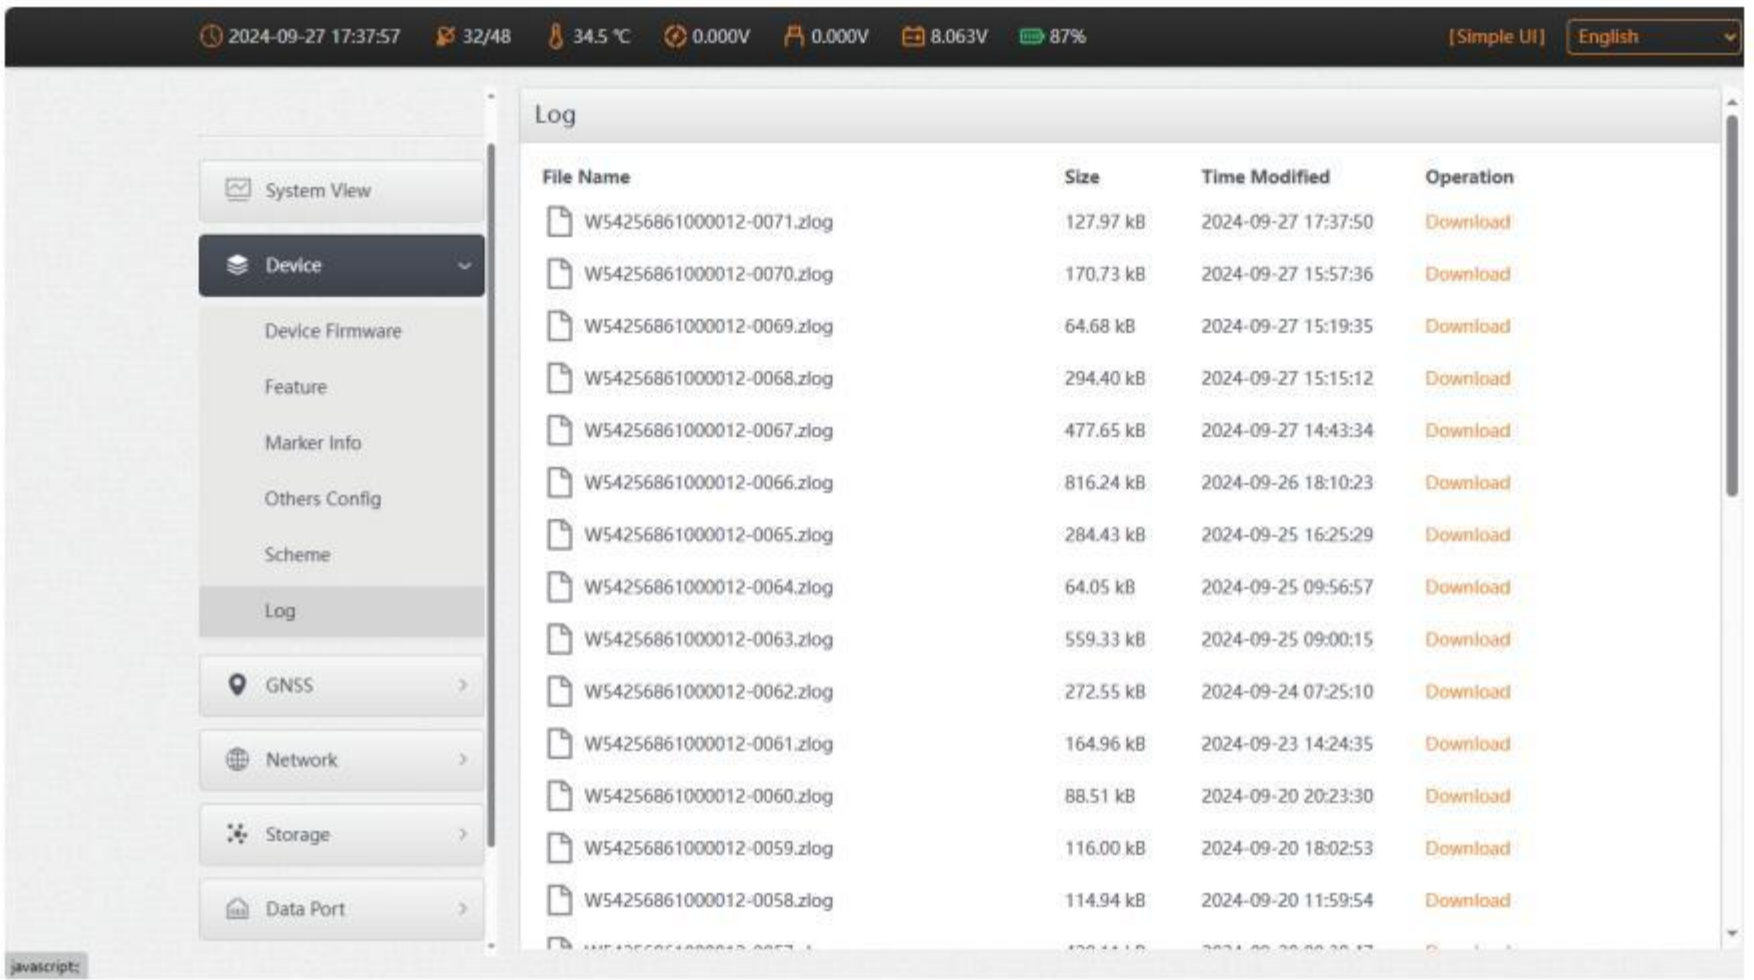 2024-09-27 17:37:57 32/48 34.5 ℃ 0.000V 0.000V 8.063V 87% [Simple UI] English
System View
Device
Device Firmware
Feature
Marker Info
Others Config
Scheme
Log
GNSS
Network
Storage
Data Port
Log
File Name Size Time Modified Operation
W54256861000012-0071.zlog 127.97 kB 2024-09-27 17:37:50 Download
W54256861000012-0070.zlog 170.73 kB 2024-09-27 15:57:36 Download
W54256861000012-0069.zlog 64.68 kB 2024-09-27 15:19:35 Download
W54256861000012-0068.zlog 294.40 kB 2024-09-27 15:15:12 Download
W54256861000012-0067.zlog 477.65 kB 2024-09-27 14:43:34 Download
W54256861000012-0066.zlog 816.24 kB 2024-09-26 18:10:23 Download
W54256861000012-0065.zlog 284.43 kB 2024-09-25 16:25:29 Download
W54256861000012-0064.zlog 64.05 kB 2024-09-25 09:56:57 Download
W54256861000012-0063.zlog 559.33 kB 2024-09-25 09:00:15 Download
W54256861000012-0062.zlog 272.55 kB 2024-09-24 07:25:10 Download
W54256861000012-0061.zlog 164.96 kB 2024-09-23 14:24:35 Download
W54256861000012-0060.zlog 88.51 kB 2024-09-20 20:23:30 Download
W54256861000012-0059.zlog 116.00 kB 2024-09-20 18:02:53 Download
W54256861000012-0058.zlog 114.94 kB 2024-09-20 11:59:54 Download
javascript:;